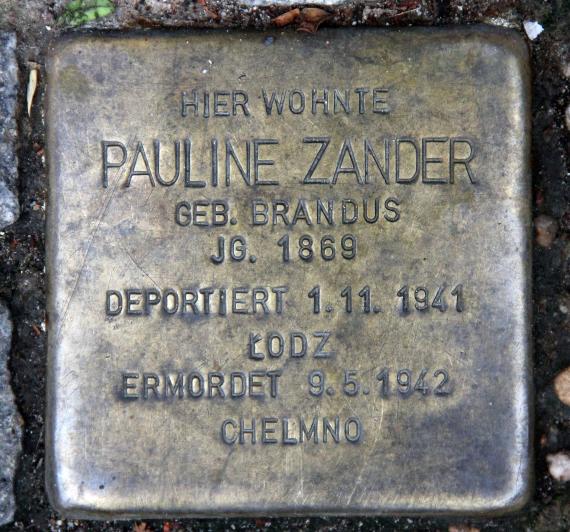 HIER WOHNTE
PAULINE ZANDER
GEB. BRANDUS
JG. 1869
DEPORTIERT 1.11. 1941
ŁODZ
ERMORDET 9.5.1942
CHELMNO